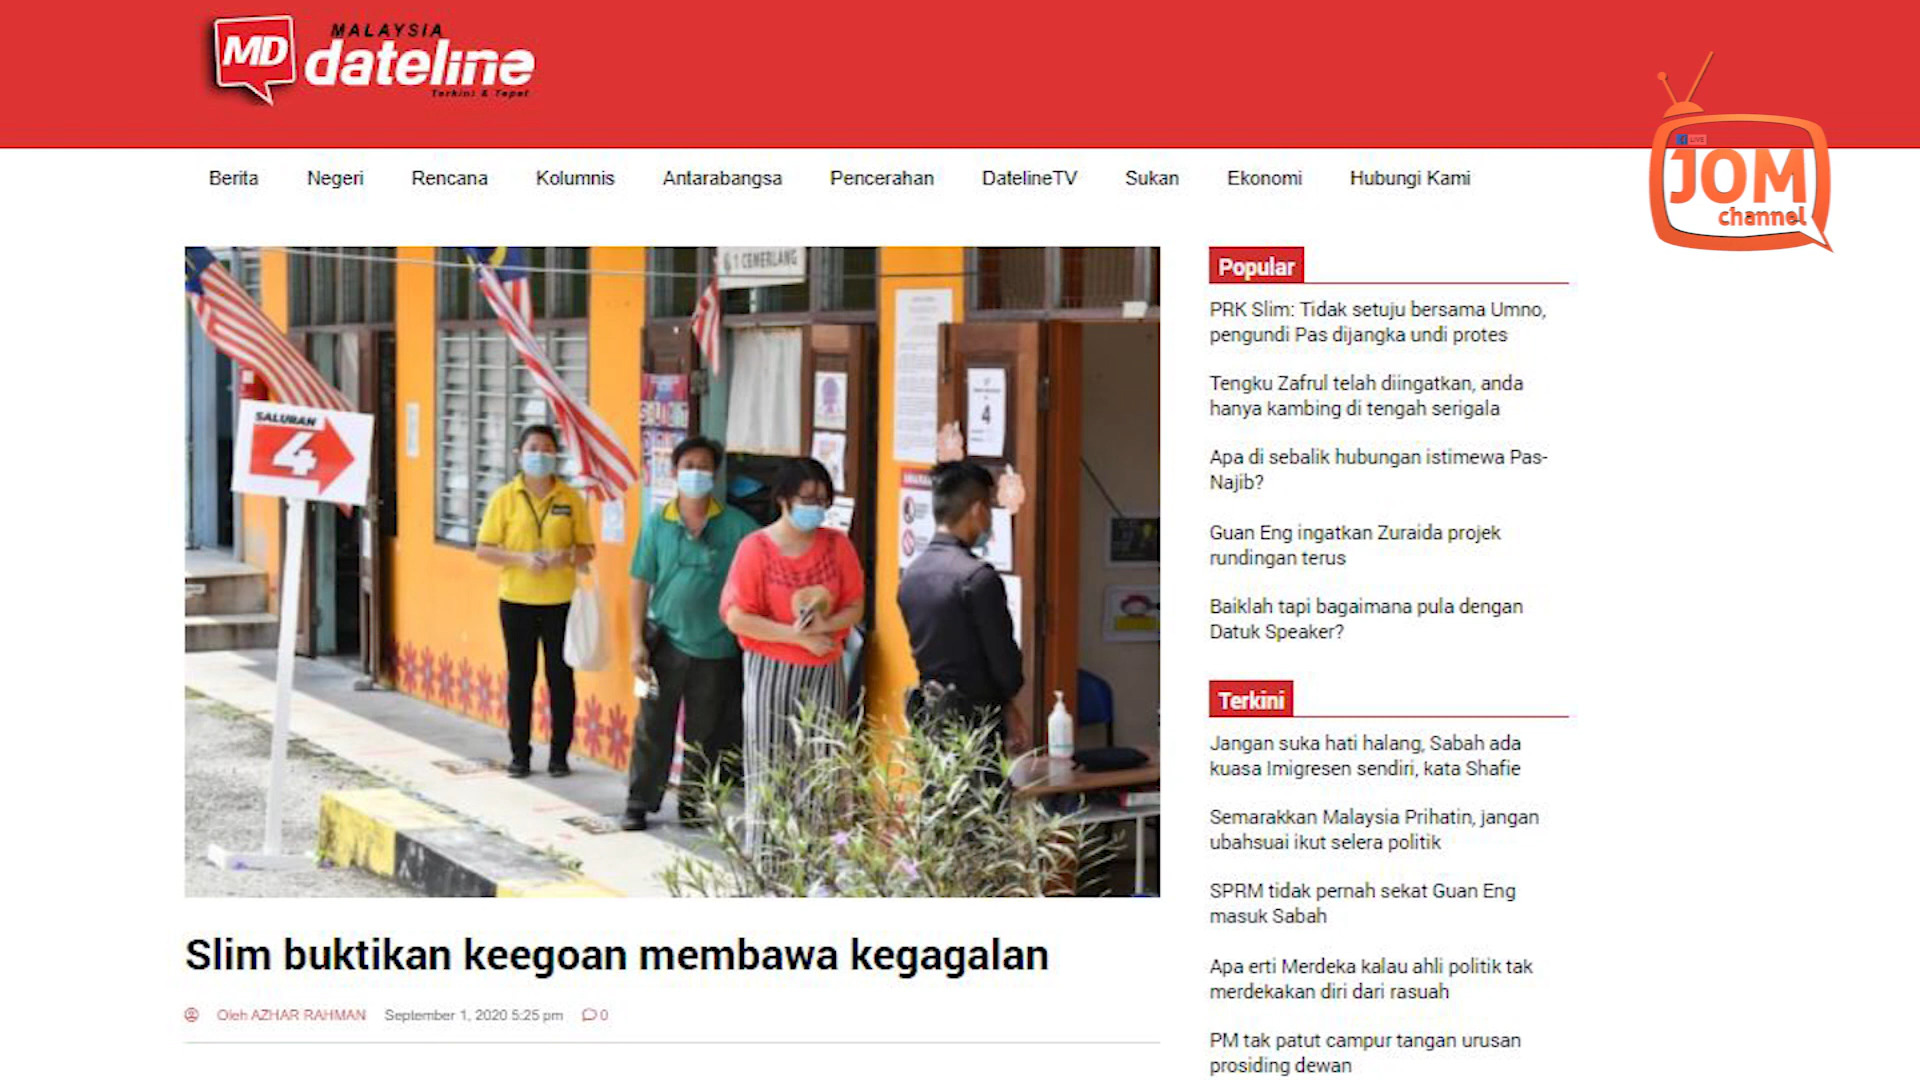 MD
MALAYSIA
dateline
Terkini & Tepat
LIVE
JOM
channel
Berita
Negeri
Rencana
Kolumnis
Antarabangsa
Pencerahan
DatelineTV
Sukan
Ekonomi
Hubungi Kami
1 CEMERLANG
SALURAN
4
4
Slim buktikan keegoan membawa kegagalan
Oleh AZHAR RAHMAN September 1, 2020 5:25 pm 0
Popular
PRK Slim: Tidak setuju bersama Umno,
pengundi Pas dijangka undi protes
Tengku Zafrul telah diingatkan, anda
hanya kambing di tengah serigala
Apa di sebalik hubungan istimewa Pas-
Najib?
Guan Eng ingatkan Zuraida projek
rundingan terus
Baiklah tapi bagaimana pula dengan
Datuk Speaker?
Terkini
Jangan suka hati halang, Sabah ada
kuasa Imigresen sendiri, kata Shafie
Semarakkan Malaysia Prihatin, jangan
ubahsuai ikut selera politik
SPRM tidak pernah sekat Guan Eng
masuk Sabah
Apa erti Merdeka kalau ahli politik tak
merdekakan diri dari rasuah
PM tak patut campur tangan urusan
prosiding dewan